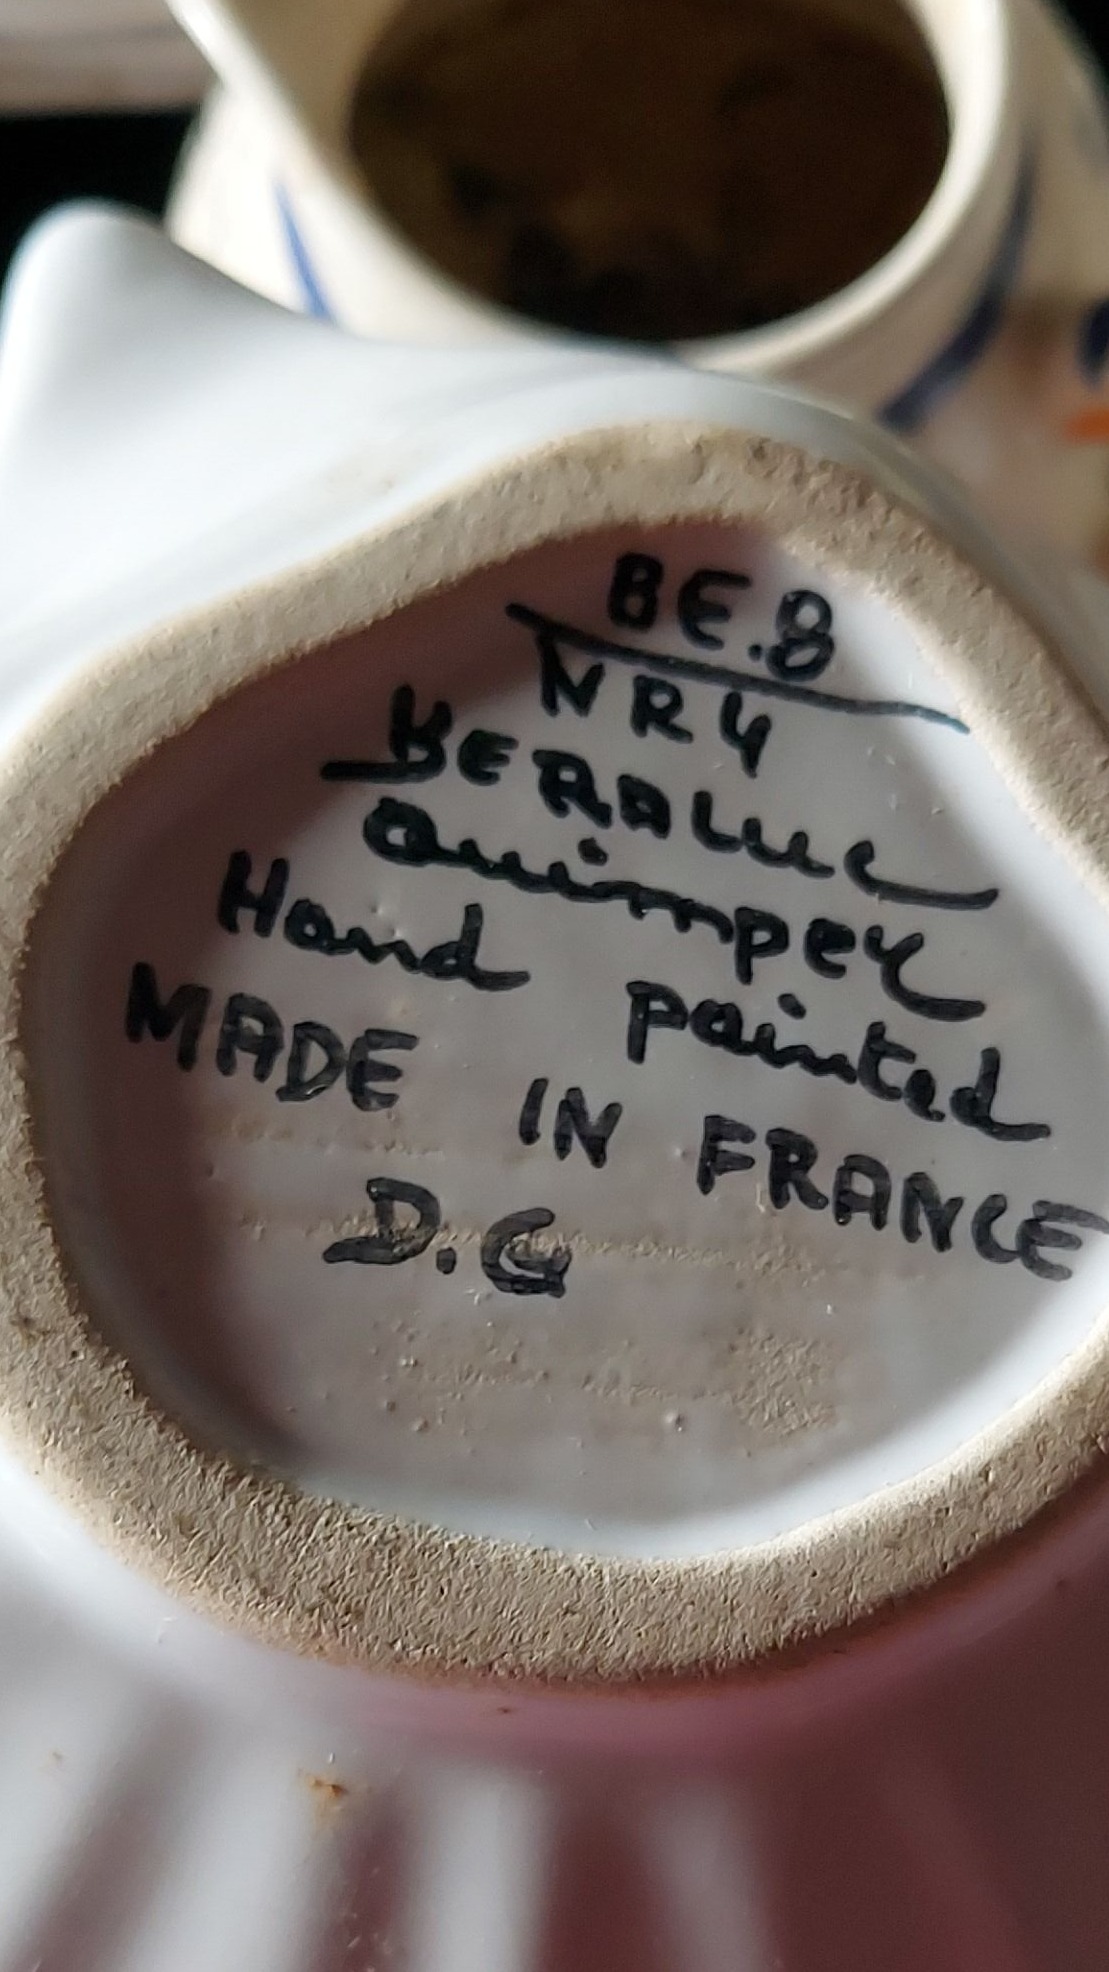 BE.8
NR4
KERALUC
Quimper
Hand painted
MADE IN FRANCE
D.G